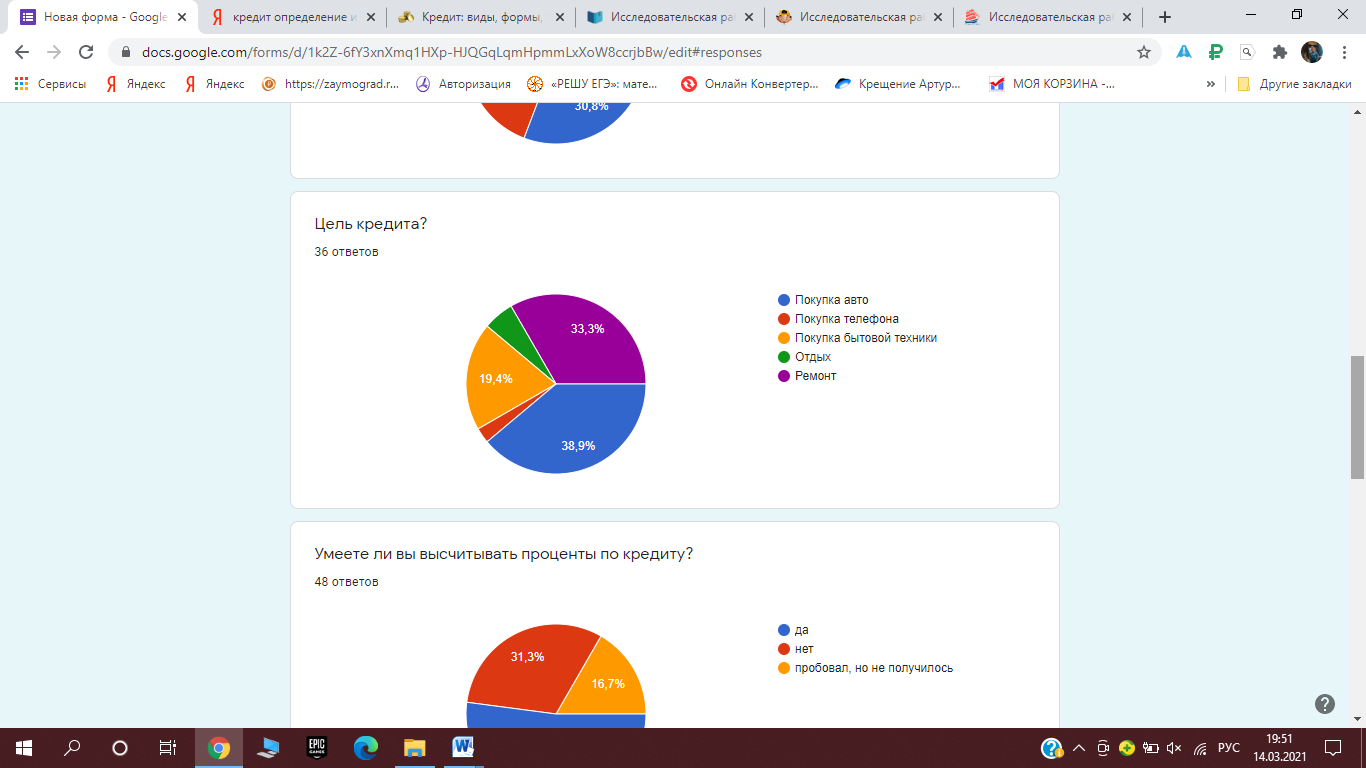 Новая форма - Google
кредит определение и
Кредит: виды, формы,
Исследовательская ра
Исследовательская ра
Исследовательская ра
docs.google.com/forms/d/1k2Z-6fY3xnXmq1HXp-HJQGqLqmHpmmLxXoW8ccrjbBw/edit#responses
Сервисы
Яндекс
Яндекс
https://zaymograd.r...
Авторизация
«РЕШУ ЕГЭ»: мате...
Онлайн Конвертер...
Крещение Артур...
МОЯ КОРЗИНА -...
»
Другие закладки
30,8%
Цель кредита?
36 ответов
33,3%
19,4%
38,9%
Покупка авто
Покупка телефона
Покупка бытовой техники
Отдых
Ремонт
Умеете ли вы высчитывать проценты по кредиту?
48 ответов
31,3%
16,7%
да
нет
пробовал, но не получилось
EPIC GAMES
РУС
19:51
14.03.2021